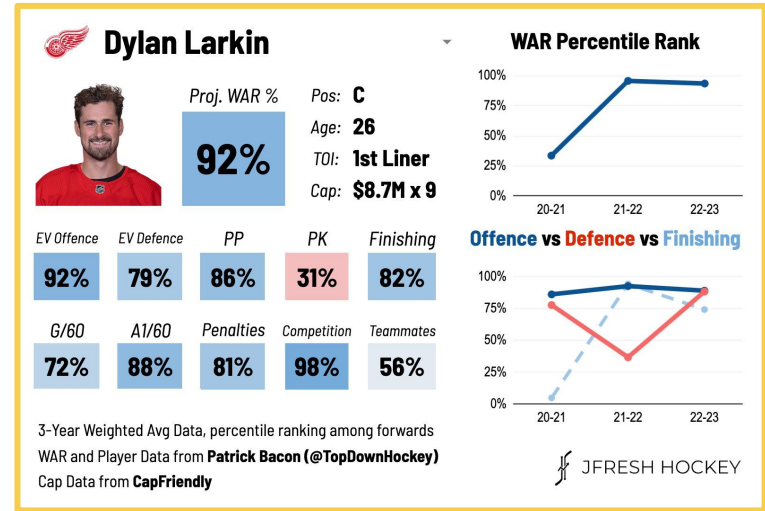 Dylan Larkin
Proj. WAR %
92%
Pos: C
Age: 26
TOI: 1st Liner
Cap: $8.7M x 9
EV Offence EV Defence PP PK Finishing
92% 79% 86% 31% 82%
G/60 A1/60 Penalties Competition Teammates
72% 88% 81% 98% 56%
3-Year Weighted Avg Data, percentile ranking among forwards
WAR and Player Data from Patrick Bacon (@TopDownHockey)
Cap Data from CapFriendly
WAR Percentile Rank
100%
75%
50%
25%
0%
20-21 21-22 22-23
Offence vs Defence vs Finishing
100%
75%
50%
25%
0%
20-21 21-22 22-23
JFRESH HOCKEY